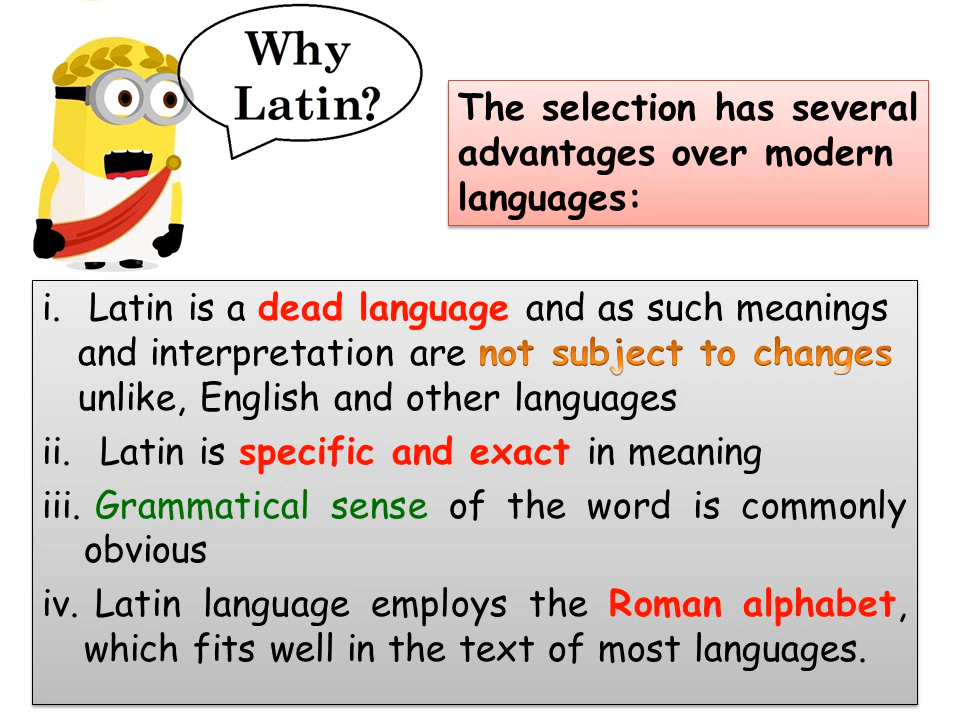 Why
Latin?
The selection has several
advantages over modern
languages:
i. Latin is a dead language and as such meanings
and interpretation are not subject to changes
unlike, English and other languages
ii. Latin is specific and exact in meaning
iii. Grammatical sense of the word is commonly
obvious
iv. Latin language employs the Roman alphabet,
which fits well in the text of most languages.